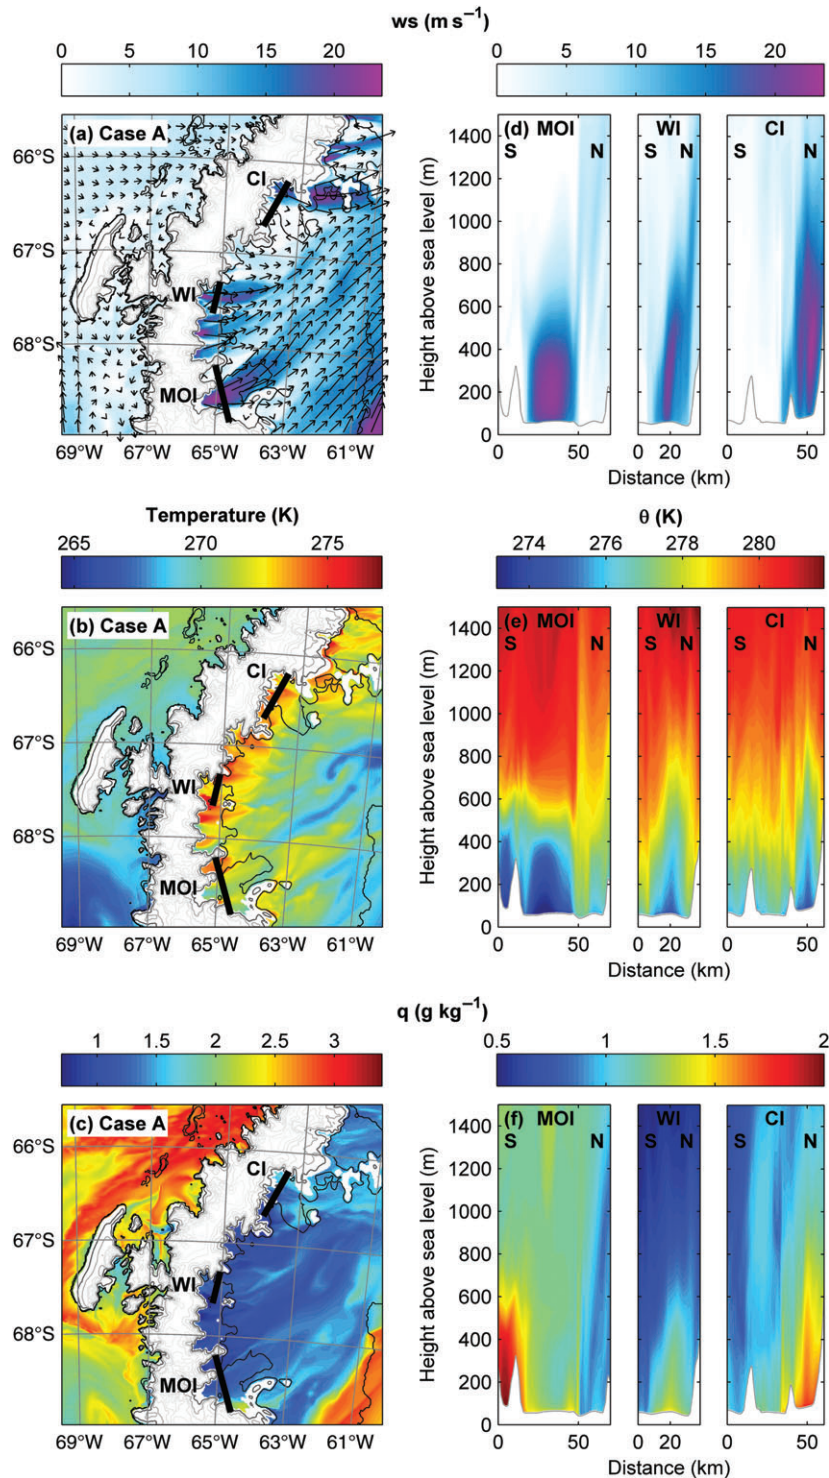 ws (m s⁻¹)
0 5 10 15 20
0 5 10 15 20
(a) Case A
CI
WI
MOI
66°S
67°S
68°S
69°W 67°W 65°W 63°W 61°W
(d) MOI WI CI
S N S N S N
Height above sea level (m)
1400
1200
1000
800
600
400
200
0
0 50 0 20 0 50
Distance (km)
Temperature (K)
265 270 275
θ (K)
274 276 278 280
(b) Case A
CI
WI
MOI
66°S
67°S
68°S
69°W 67°W 65°W 63°W 61°W
(e) MOI WI CI
S N S N S N
Height above sea level (m)
1400
1200
1000
800
600
400
200
0
0 50 0 20 0 50
Distance (km)
q (g kg⁻¹)
1 1.5 2 2.5 3
0.5 1 1.5 2
(c) Case A
CI
WI
MOI
66°S
67°S
68°S
69°W 67°W 65°W 63°W 61°W
(f) MOI WI CI
S N S N S N
Height above sea level (m)
1400
1200
1000
800
600
400
200
0
0 50 0 20 0 50
Distance (km)